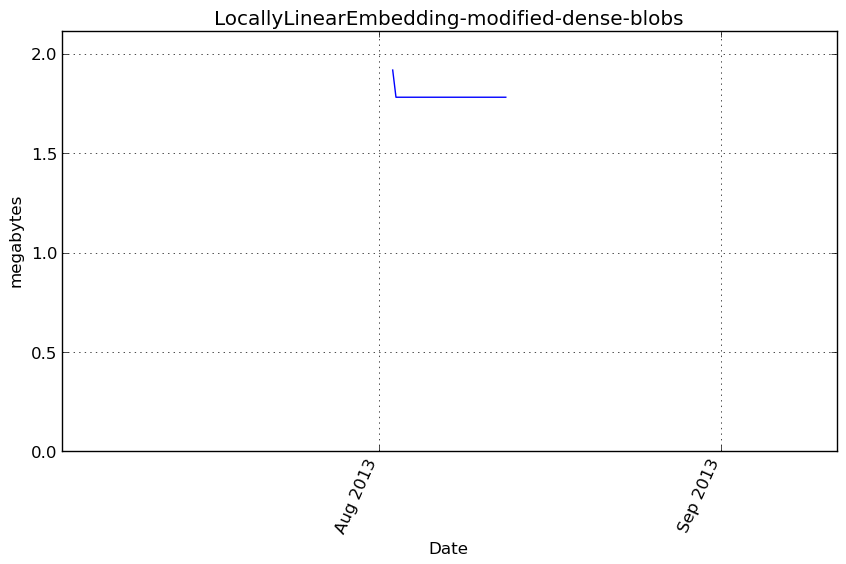 LocallyLinearEmbedding-modified-dense-blobs
2.0
1.5
1.0
0.5
0.0
megabytes
Aug 2013
Sep 2013
Date